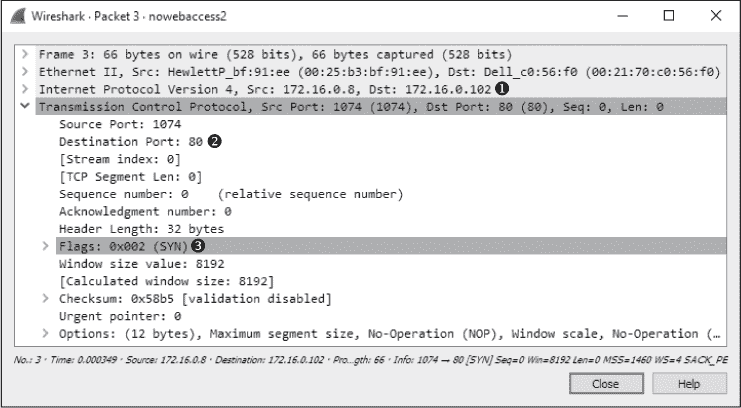 Wireshark · Packet 3 · nowebaccess2
Frame 3: 66 bytes on wire (528 bits), 66 bytes captured (528 bits)
Ethernet II, Src: HewlettP_bf:91:ee (00:25:b3:bf:91:ee), Dst: Dell_c0:56:f0 (00:21:70:c0:56:f0)
Internet Protocol Version 4, Src: 172.16.0.8, Dst: 172.16.0.102 ❶
Transmission Control Protocol, Src Port: 1074 (1074), Dst Port: 80 (80), Seq: 0, Len: 0
Source Port: 1074
Destination Port: 80 ❷
[Stream index: 0]
[TCP Segment Len: 0]
Sequence number: 0 (relative sequence number)
Acknowledgment number: 0
Header Length: 32 bytes
Flags: 0x002 (SYN) ❸
Window size value: 8192
[Calculated window size: 8192]
Checksum: 0x58b5 [validation disabled]
Urgent pointer: 0
Options: (12 bytes), Maximum segment size, No-Operation (NOP), Window scale, No-Operation (…
No.: 3 · Time: 0.000349 · Source: 172.16.0.8 · Destination: 172.16.0.102 · Pro…gth: 66 · Info: 1074 → 80 [SYN] Seq=0 Win=8192 Len=0 MSS=1460 WS=4 SACK_PE
Close Help